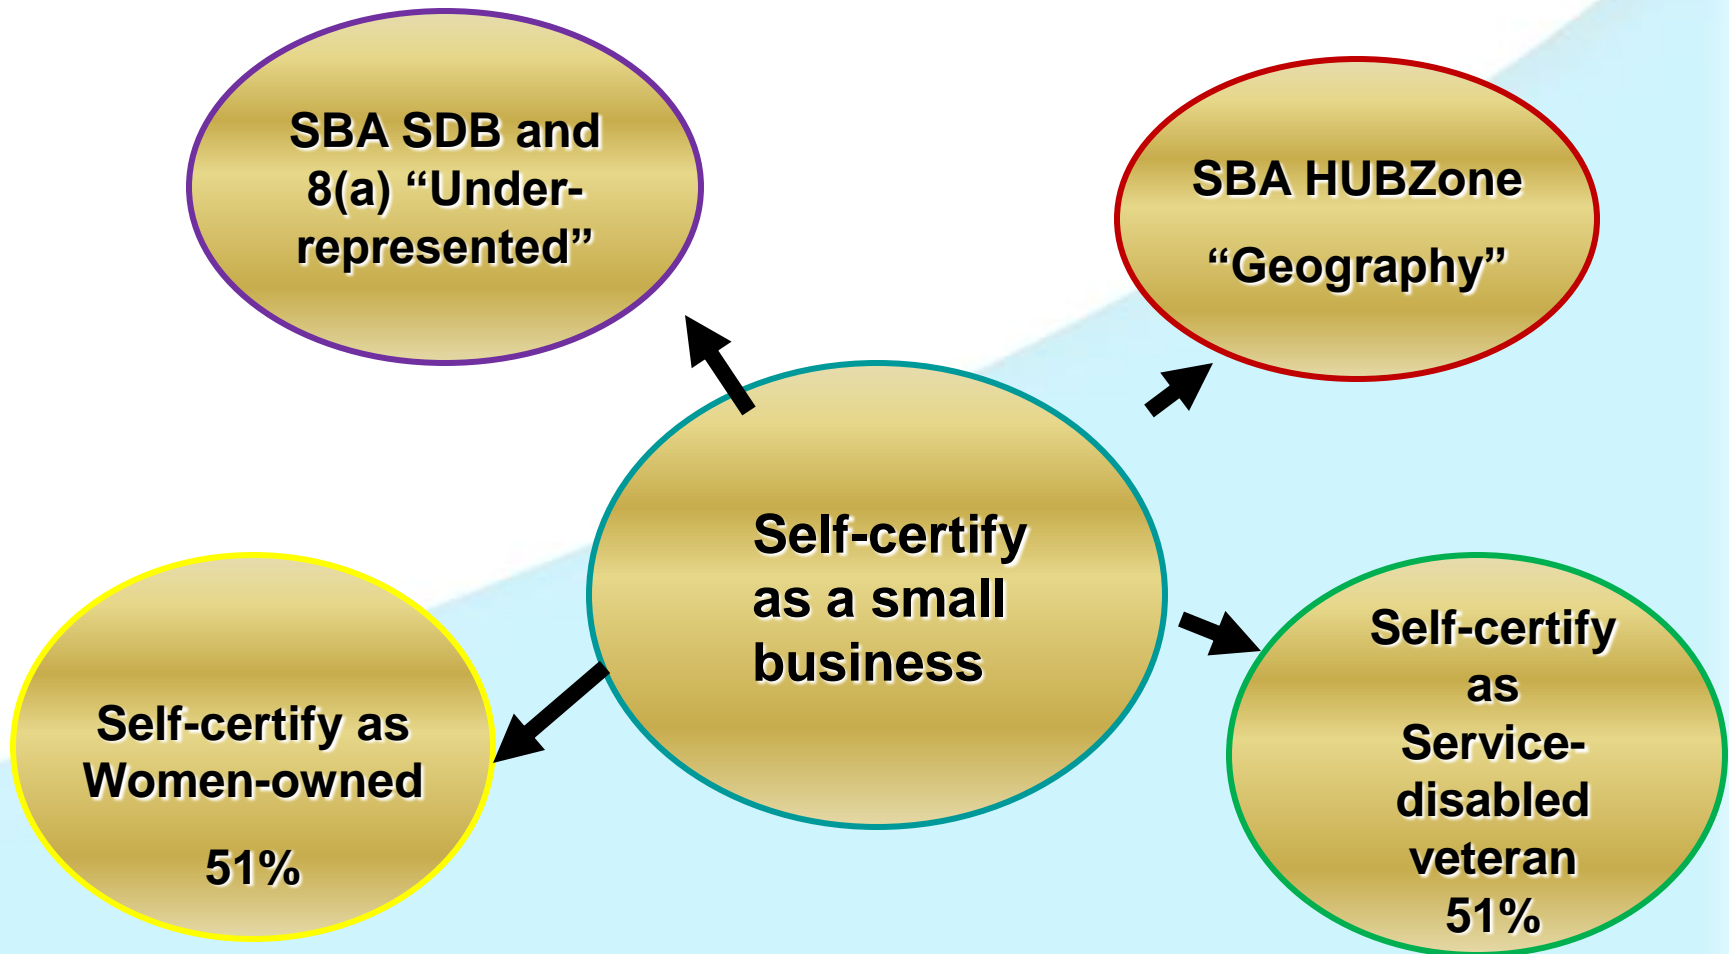 SBA SDB and
8(a) “Under-
represented”
SBA HUBZone
“Geography”
Self-certify
as a small
business
Self-certify as
Women-owned
51%
Self-certify
as
Service-
disabled
veteran
51%